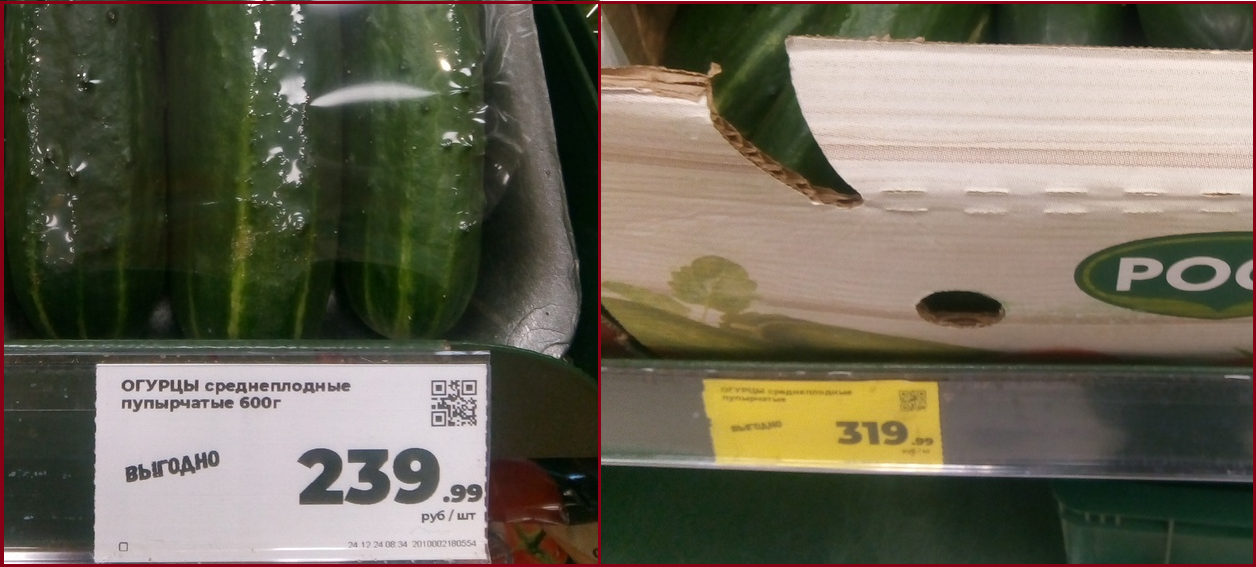 ОГУРЦЫ среднеплодные
пупырчатые 600г
ВЫГОДНО
239.99
руб / шт
24 12 24 08:34 2010002180554
РОС
ОГУРЦЫ среднеплодные
пупырчатые
ВЫГОДНО
319.99